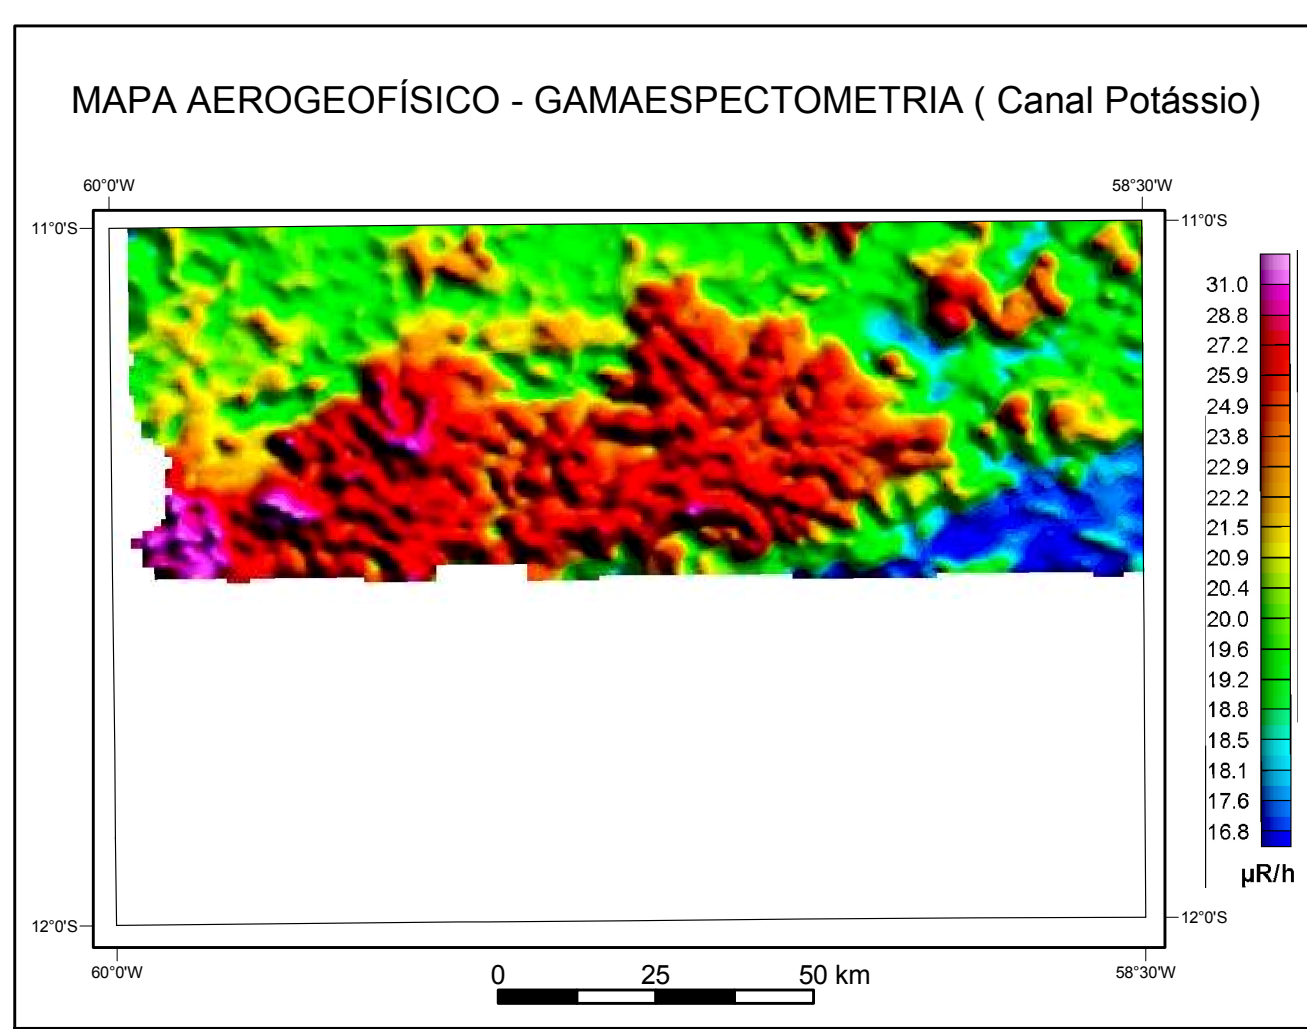 MAPA AEROGEOFÍSICO - GAMAESPECTOMETRIA ( Canal Potássio)
60°0'W 58°30'W
11°0'S 11°0'S
31.0
28.8
27.2
25.9
24.9
23.8
22.9
22.2
21.5
20.9
20.4
20.0
19.6
19.2
18.8
18.5
18.1
17.6
16.8
µR/h
12°0'S 12°0'S
60°0'W 58°30'W
0 25 50 km